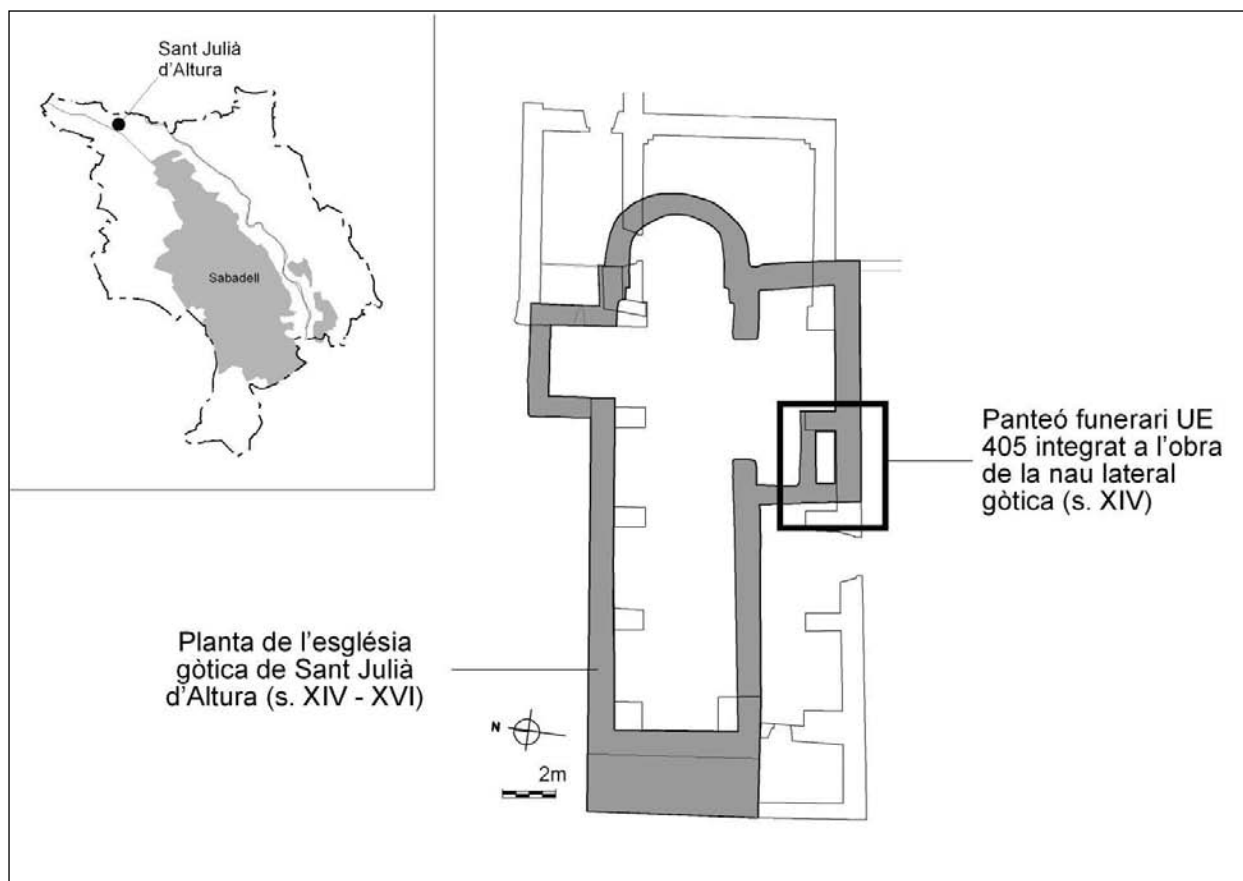 Sant Julià
d’Altura
Sabadell
Panteó funerari UE
405 integrat a l’obra
de la nau lateral
gòtica (s. XIV)
Planta de l’església
gòtica de Sant Julià
d’Altura (s. XIV - XVI)
N
2m